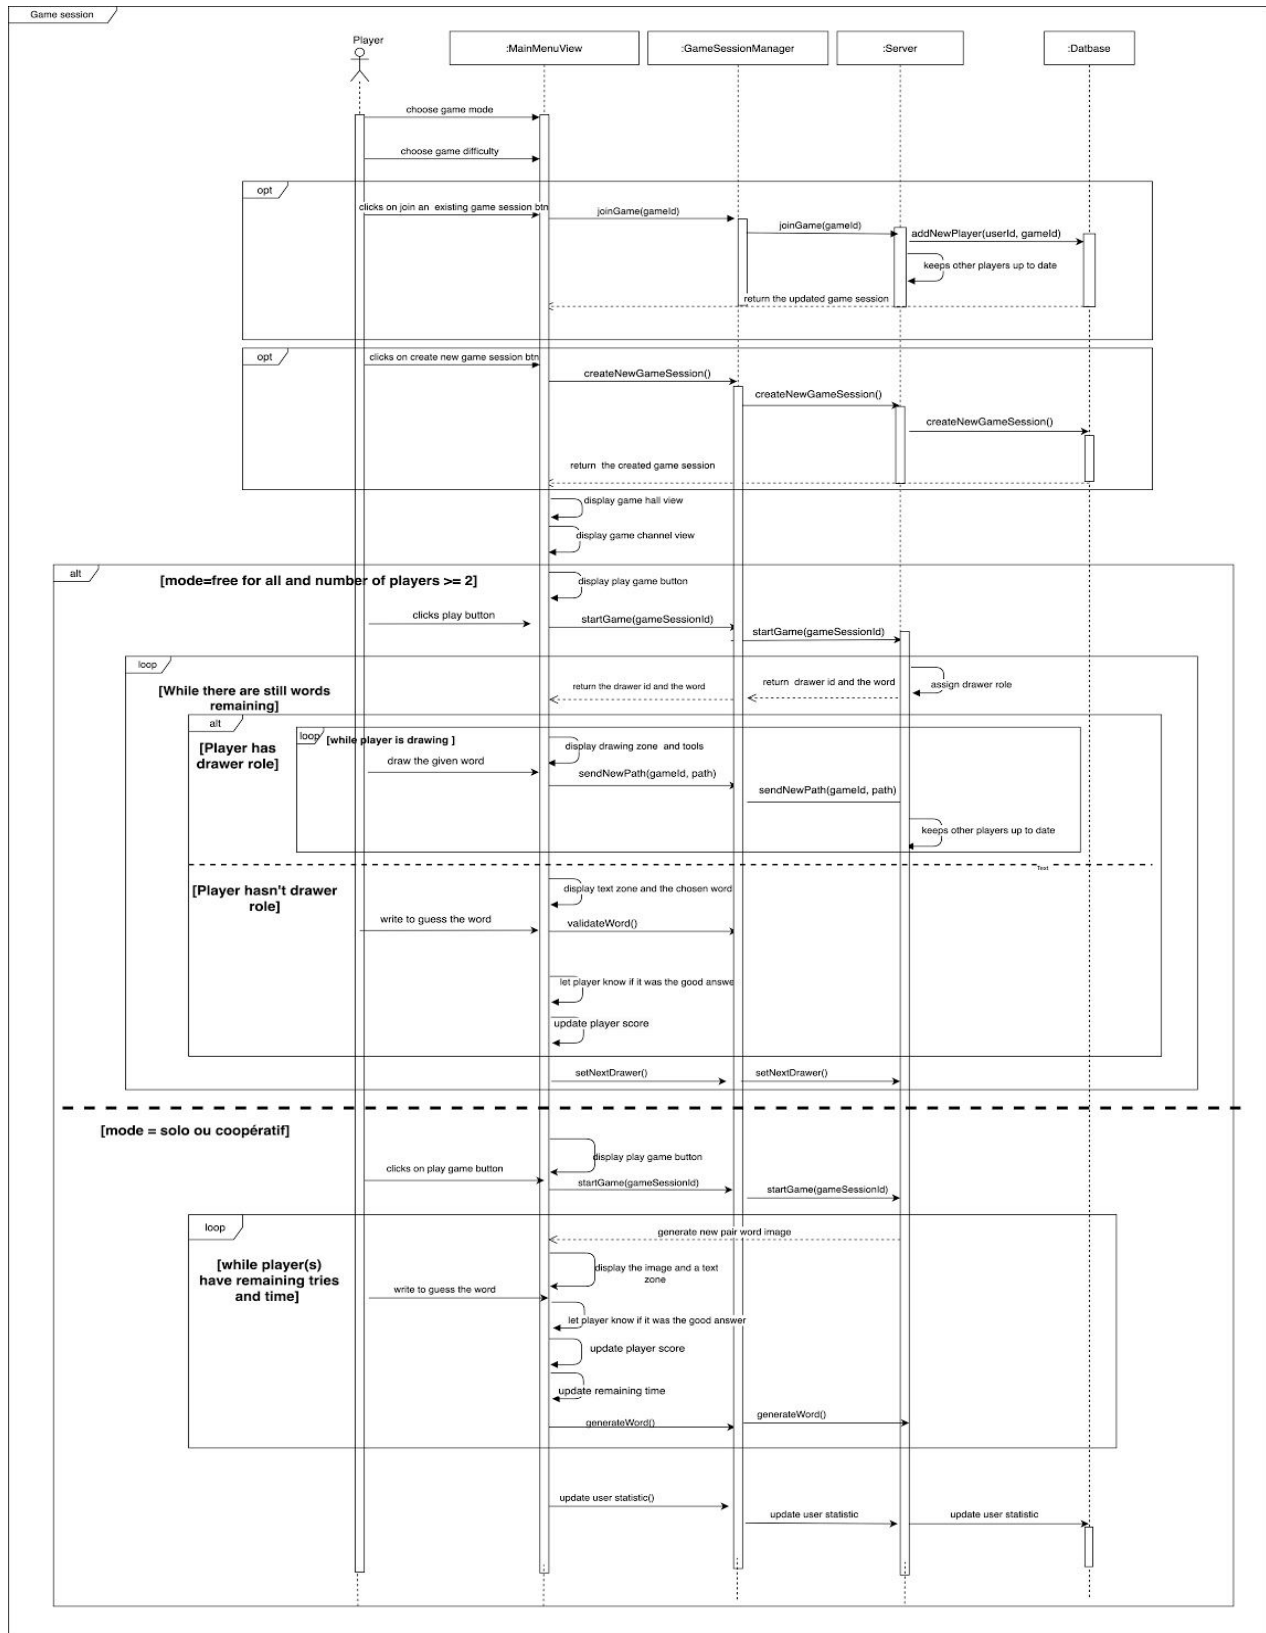 Game session
Player
:MainMenuView
:GameSessionManager
:Server
:Datbase
choose game mode
choose game difficulty
opt
clicks on join an existing game session btn
joinGame(gameId)
joinGame(gameId)
addNewPlayer(userId, gameId)
keeps other players up to date
return the updated game session
opt
clicks on create new game session btn
createNewGameSession()
createNewGameSession()
createNewGameSession()
return the created game session
display game hall view
display game channel view
alt
[mode=free for all and number of players >= 2]
display play game button
clicks play button
startGame(gameSessionId)
startGame(gameSessionId)
loop
[While there are still words
remaining]
return the drawer id and the word
return drawer id and the word
assign drawer role
alt
[Player has
drawer role]
loop
[while player is drawing ]
display drawing zone and tools
draw the given word
sendNewPath(gameId, path)
sendNewPath(gameId, path)
keeps other players up to date
Text
[Player hasn't drawer
role]
display text zone and the chosen word
write to guess the word
validateWord()
let player know if it was the good answe
update player score
setNextDrawer()
setNextDrawer()
[mode = solo ou coopératif]
display play game button
clicks on play game button
startGame(gameSessionId)
startGame(gameSessionId)
loop
generate new pair word image
[while player(s)
have remaining tries
and time]
display the image and a text
zone
write to guess the word
let player know if it was the good answer
update player score
update remaining time
generateWord()
generateWord()
update user statistic()
update user statistic
update user statistic